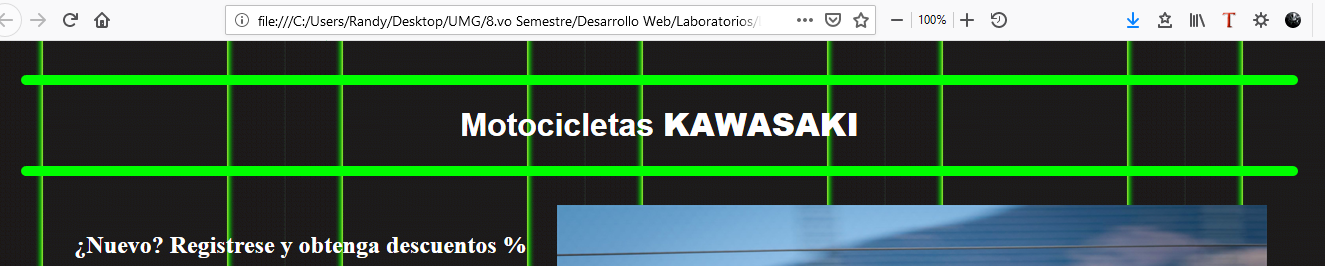 file:///C:/Users/Randy/Desktop/UMG/8.vo Semestre/Desarrollo Web/Laboratorios/
100%
Motocicletas KAWASAKI
¿Nuevo? Registrese y obtenga descuentos %